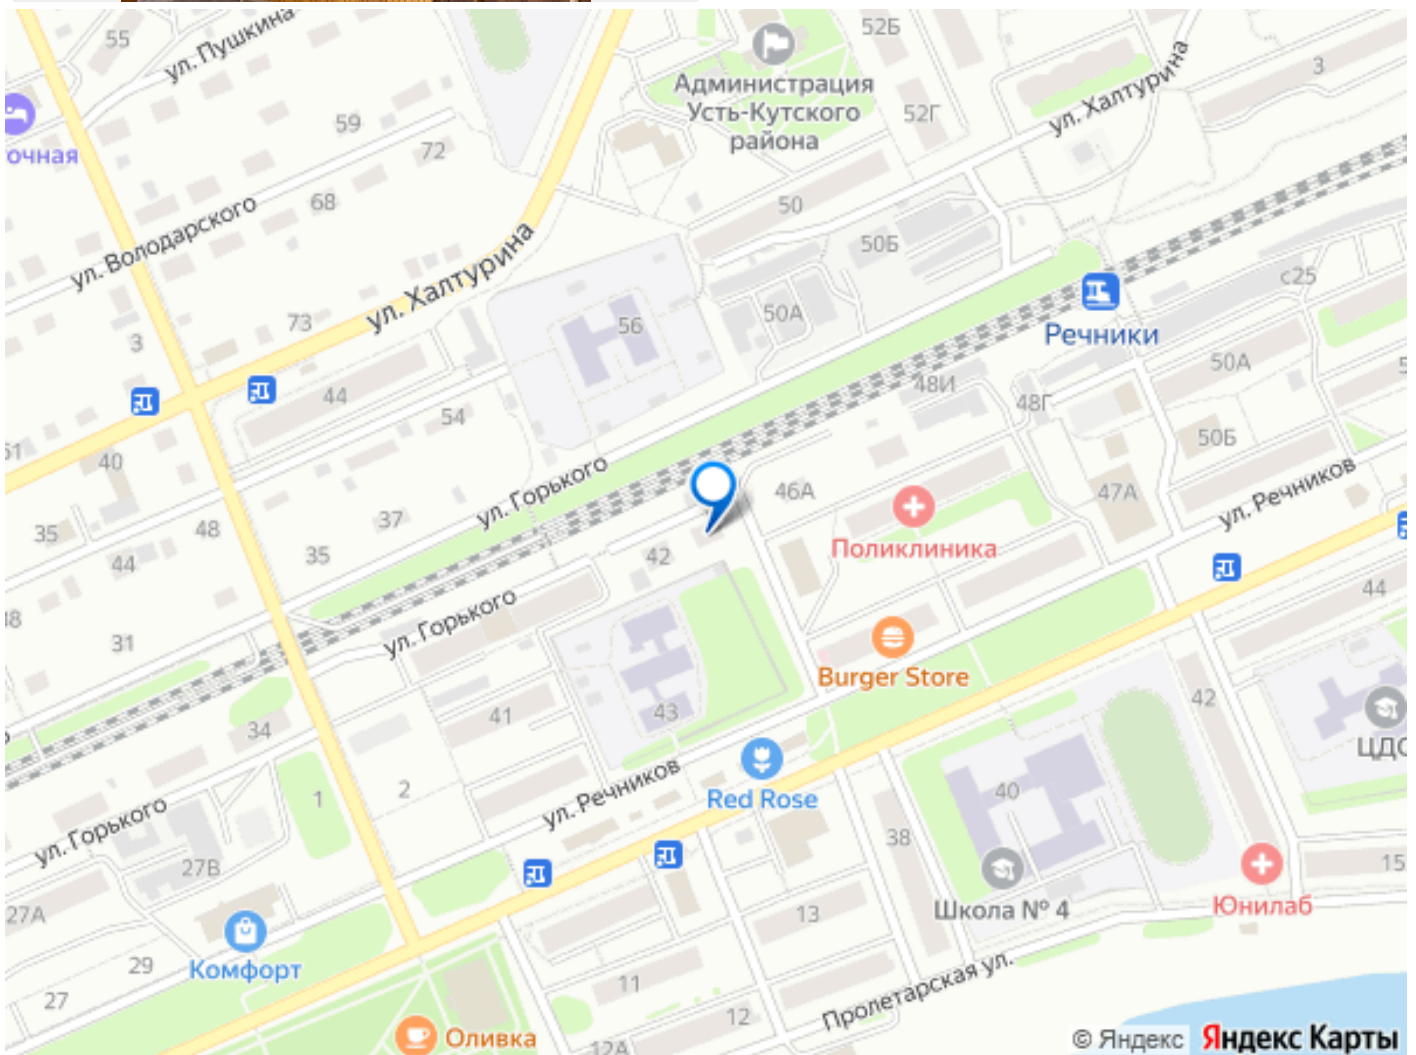 55
ул. Пушкина
52Б
Администрация
Усть-Кутского
района
3
ул. Халтурина
52Г
59
72
очная
68
ул. Володарского
50
50Б
ул. Халтурина
с25
73
56
50А
Речники
3
44
48И
50А
48Г
54
50Б
51
40
ул. Горького
46А
47А
ул. Речников
37
48
35
35
42
Поликлиника
44
44
ул. Горького
31
Burger Store
43
42
41
34
ЦДО
2
Red Rose
1
40
ул. Речников
ул. Горького
38
27В
15
27А
Школа № 4
Юнилаб
13
Комфорт
29
11
Пролетарская ул.
27
12
Оливка
12А
© Яндекс Яндекс Карты